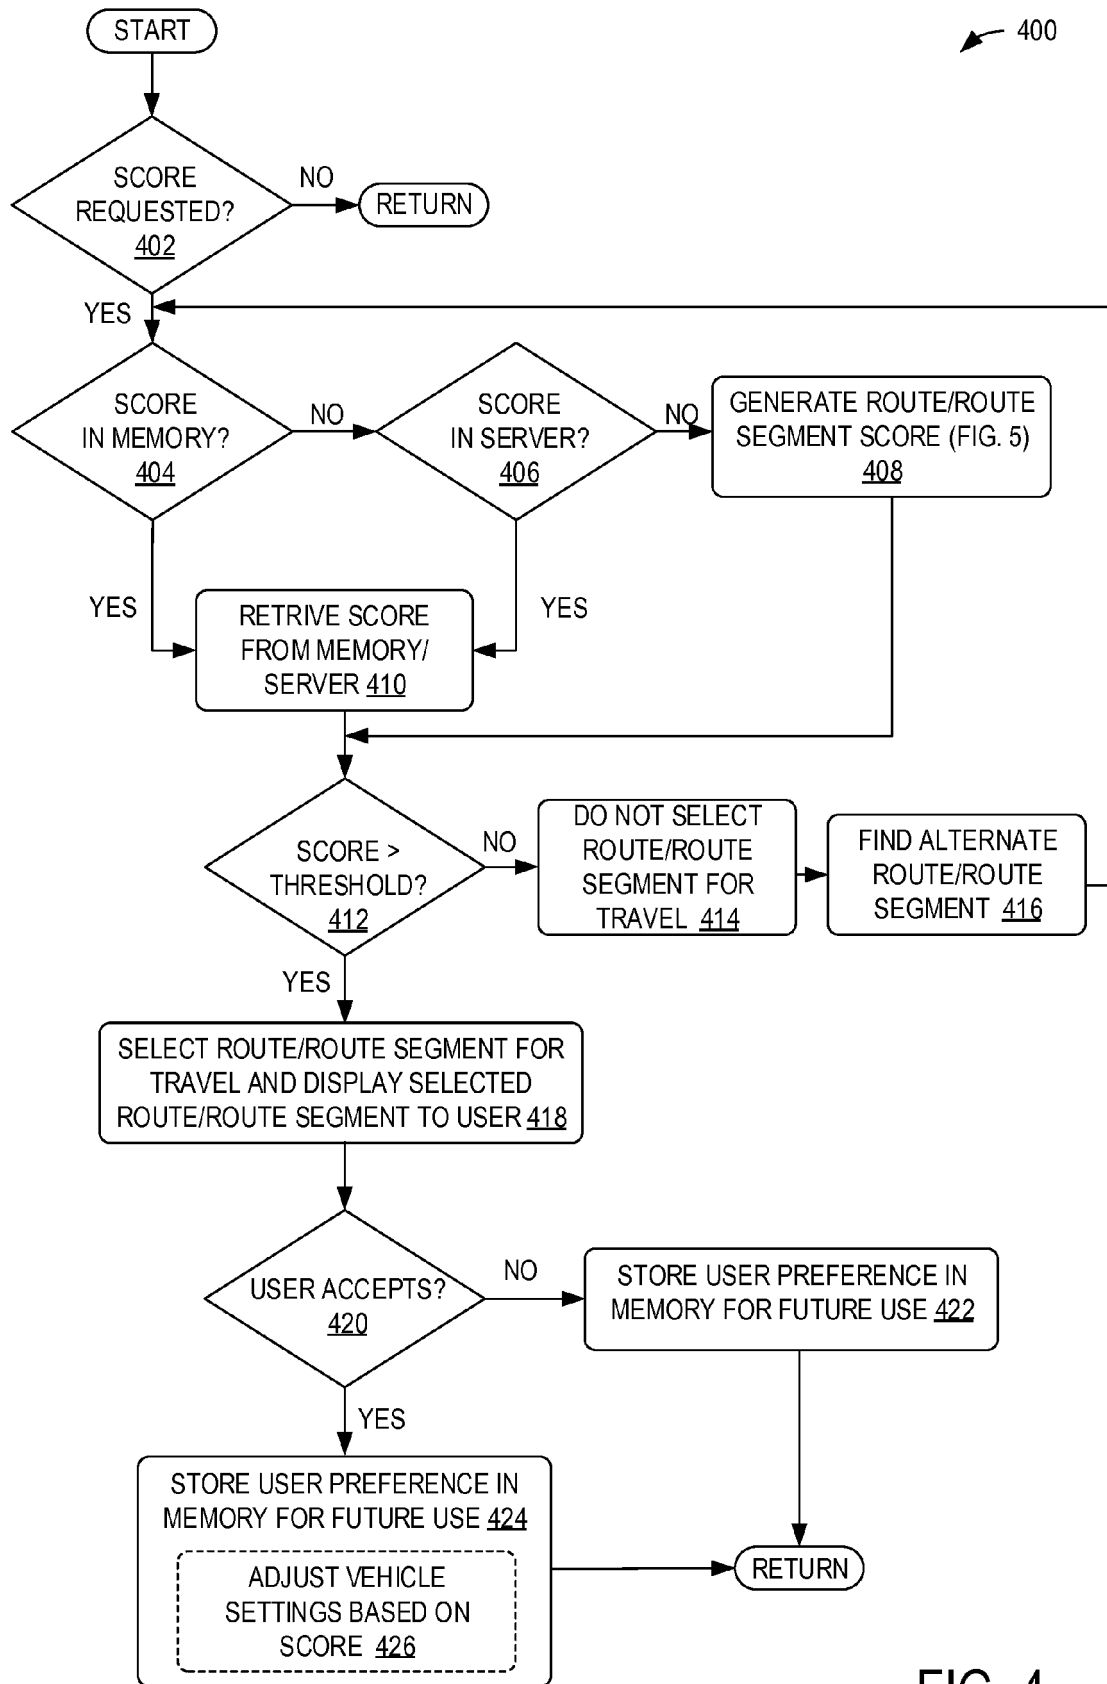 START
400
SCORE
REQUESTED?
402
NO
RETURN
YES
SCORE
IN MEMORY?
404
NO
SCORE
IN SERVER?
406
NO
GENERATE ROUTE/ROUTE
SEGMENT SCORE (FIG. 5)
408
YES
RETRIVE SCORE
FROM MEMORY/
SERVER 410
YES
SCORE >
THRESHOLD?
412
NO
DO NOT SELECT
ROUTE/ROUTE
SEGMENT FOR
TRAVEL 414
FIND ALTERNATE
ROUTE/ROUTE
SEGMENT 416
YES
SELECT ROUTE/ROUTE SEGMENT FOR
TRAVEL AND DISPLAY SELECTED
ROUTE/ROUTE SEGMENT TO USER 418
USER ACCEPTS?
420
NO
STORE USER PREFERENCE IN
MEMORY FOR FUTURE USE 422
YES
STORE USER PREFERENCE IN
MEMORY FOR FUTURE USE 424
ADJUST VEHICLE
SETTINGS BASED ON
SCORE 426
RETURN
FIG. 4